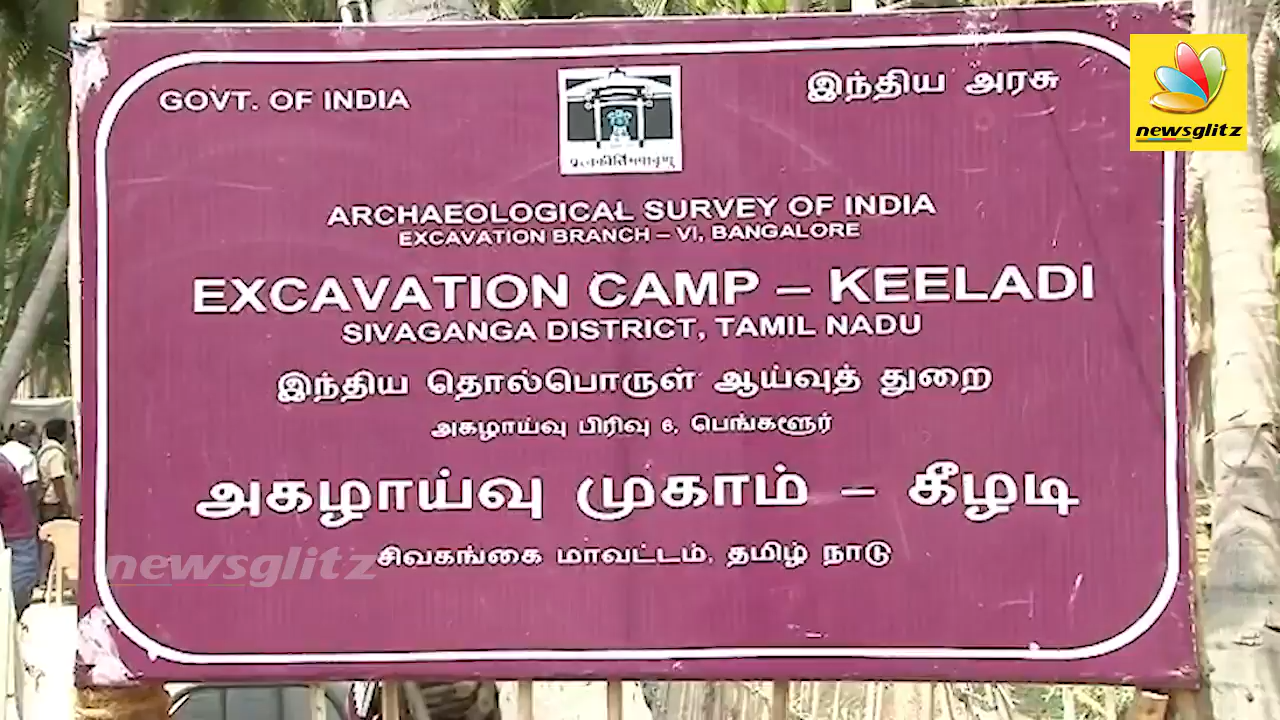 GOVT. OF INDIA
இந்திய அரசு
newsglitz
ARCHAEOLOGICAL SURVEY OF INDIA
EXCAVATION BRANCH – VI, BANGALORE
EXCAVATION CAMP – KEELADI
SIVAGANGA DISTRICT, TAMIL NADU
இந்திய தொல்பொருள் ஆய்வுத் துறை
அகழாய்வு பிரிவு 6, பெங்களூர்
அகழாய்வு முகாம் – கீழடி
சிவகங்கை மாவட்டம், தமிழ் நாடு
newsglitz